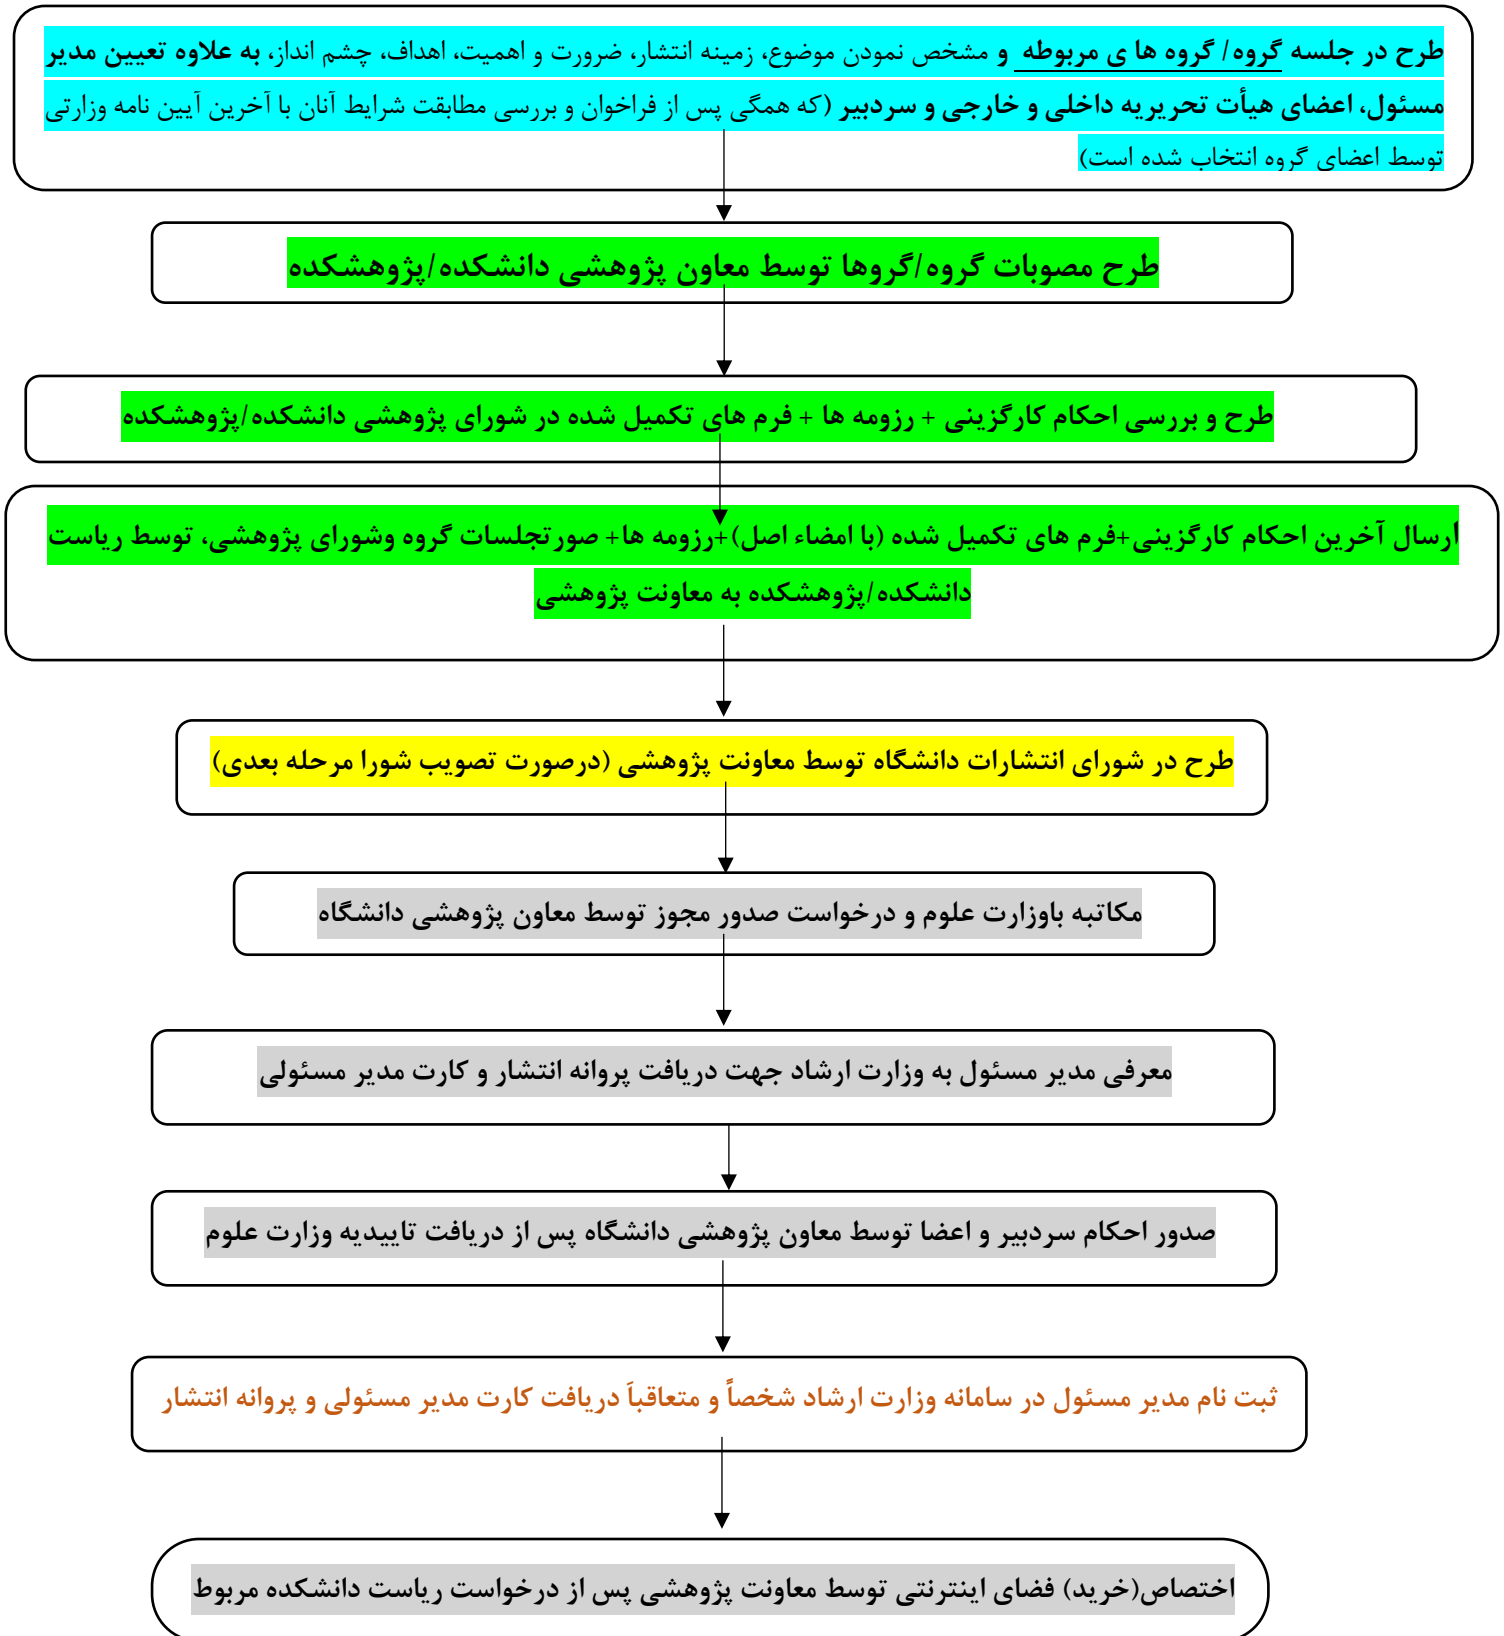 طرح در جلسه گروه/ گروه ها ی مربوطه و مشخص نمودن موضوع، زمینه انتشار، ضرورت و اهمیت، اهداف، چشم انداز، به علاوه تعیین مدیر
مسئول، اعضای هیأت تحریریه داخلی و خارجی و سردبیر (که همگی پس از فراخوان و بررسی مطابقت شرایط آنان با آخرین آیین نامه وزارتی
توسط اعضای گروه انتخاب شده است)
طرح مصوبات گروه/گروها توسط معاون پژوهشی دانشکده/پژوهشکده
طرح و بررسی احکام کارگزینی + رزومه ها + فرم های تکمیل شده در شورای پژوهشی دانشکده/پژوهشکده
ارسال آخرین احکام کارگزینی+فرم های تکمیل شده (با امضاء اصل)+رزومه ها+ صورتجلسات گروه وشورای پژوهشی، توسط ریاست
دانشکده/پژوهشکده به معاونت پژوهشی
طرح در شورای انتشارات دانشگاه توسط معاونت پژوهشی (درصورت تصویب شورا مرحله بعدی)
مکاتبه باوزارت علوم و درخواست صدور مجوز توسط معاون پژوهشی دانشگاه
معرفی مدیر مسئول به وزارت ارشاد جهت دریافت پروانه انتشار و کارت مدیر مسئولی
صدور احکام سردبیر و اعضا توسط معاون پژوهشی دانشگاه پس از دریافت تاییدیه وزارت علوم
ثبت نام مدیر مسئول در سامانه وزارت ارشاد شخصاً و متعاقباَ دریافت کارت مدیر مسئولی و پروانه انتشار
اختصاص(خرید) فضای اینترنتی توسط معاونت پژوهشی پس از درخواست ریاست دانشکده مربوط